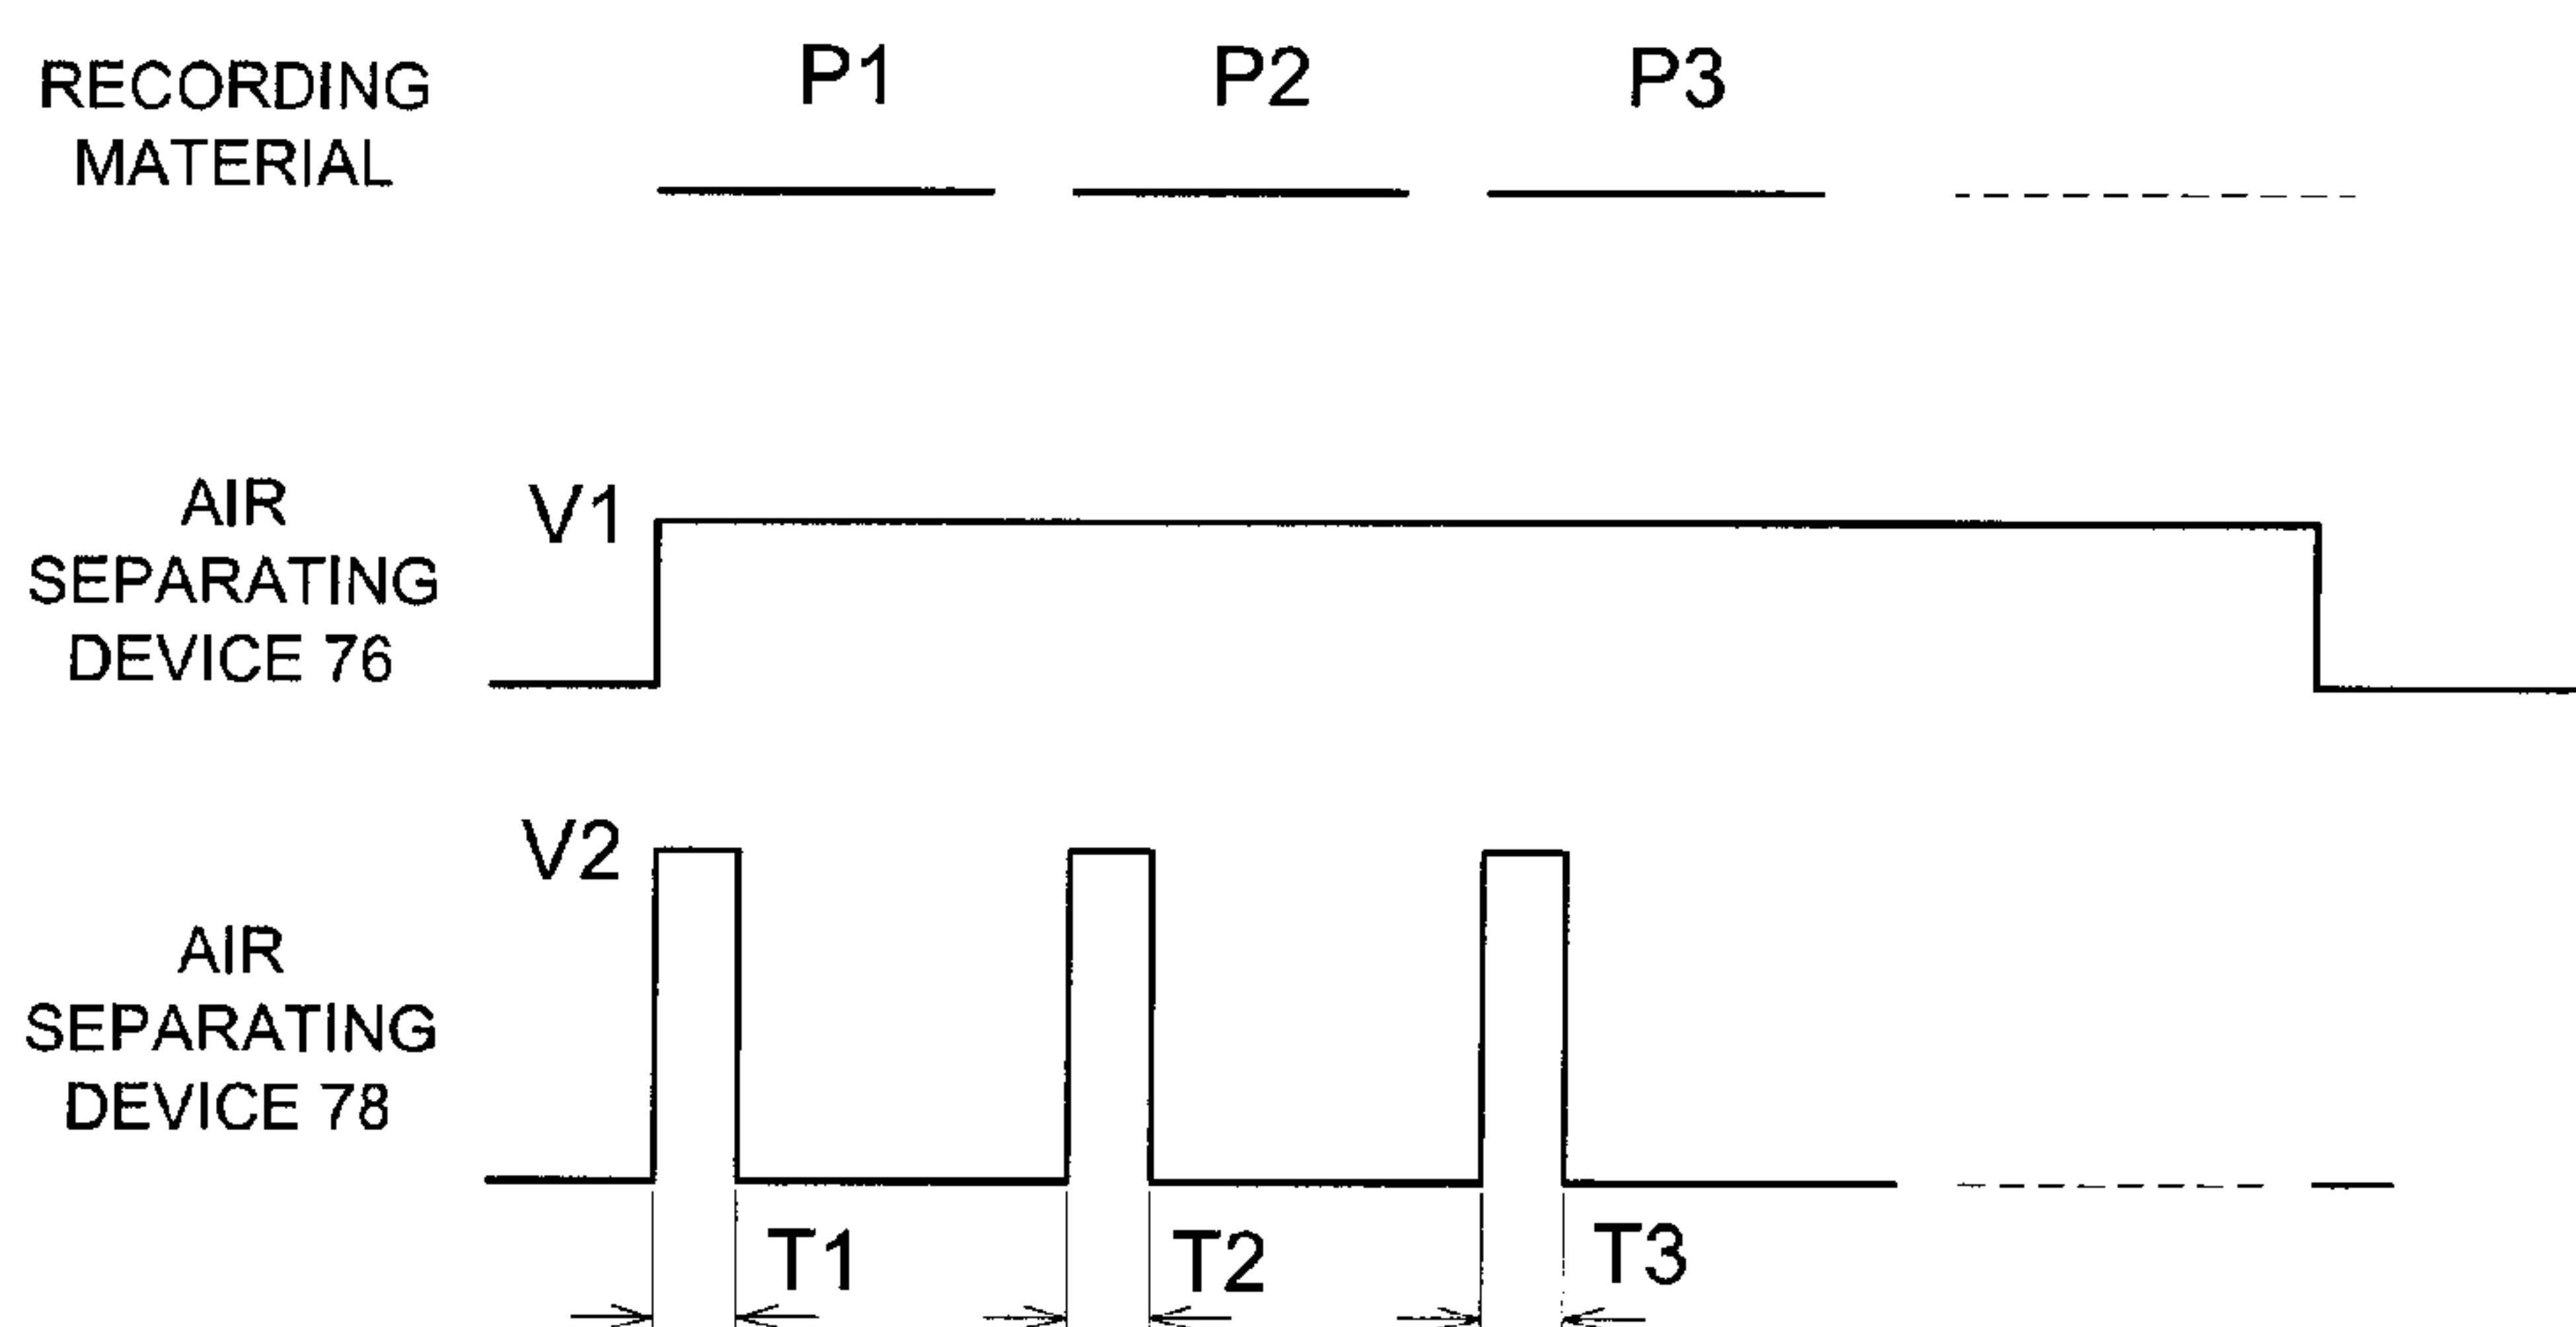 RECORDING
MATERIAL
P1 P2 P3
AIR
SEPARATING
DEVICE 76
V1
AIR
SEPARATING
DEVICE 78
V2
T1 T2 T3